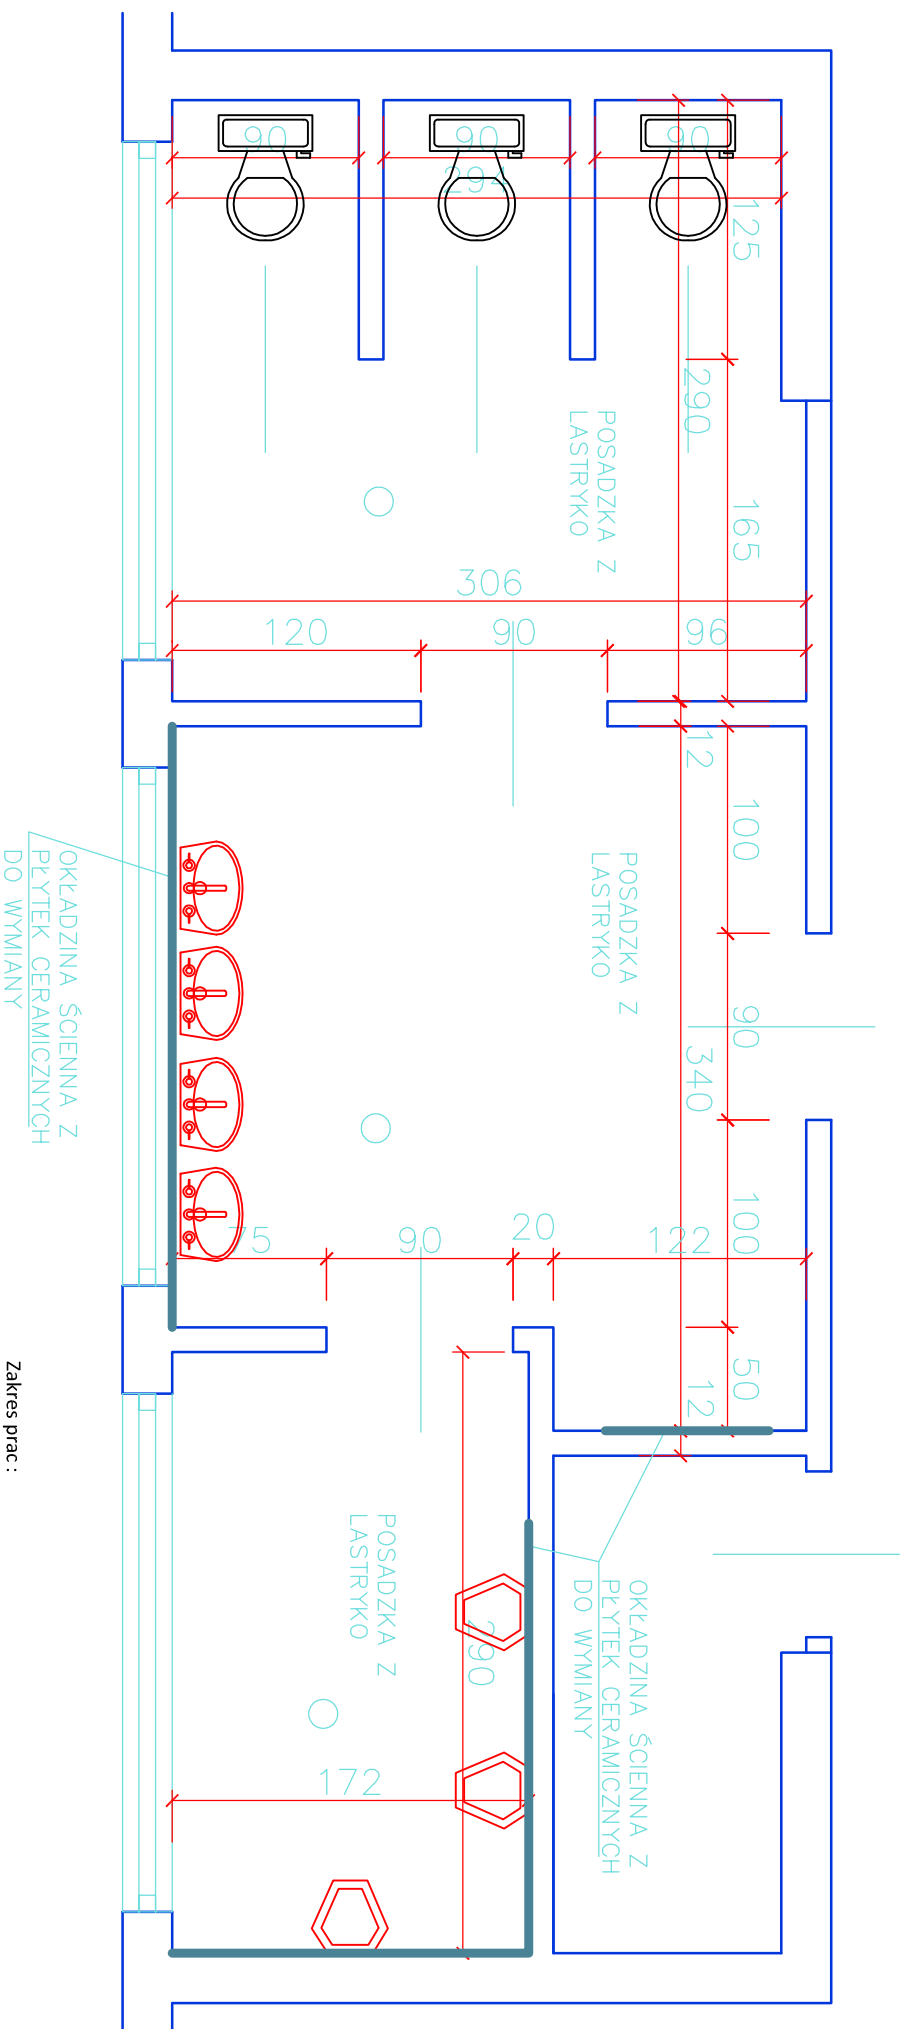 90
90
90
294
125
290
165
POSADZKA Z
LASTRYKO
306
120
90
96
12
100
POSADZKA Z
LASTRYKO
90
340
OKŁADZINA ŚCIENNA Z
PŁYTEK CERAMICZNYCH
DO WYMIANY
100
75
90
20
122
50
12
POSADZKA Z
LASTRYKO
290
OKŁADZINA ŚCIENNA Z
PŁYTEK CERAMICZNYCH
DO WYMIANY
172
Zakres prac :